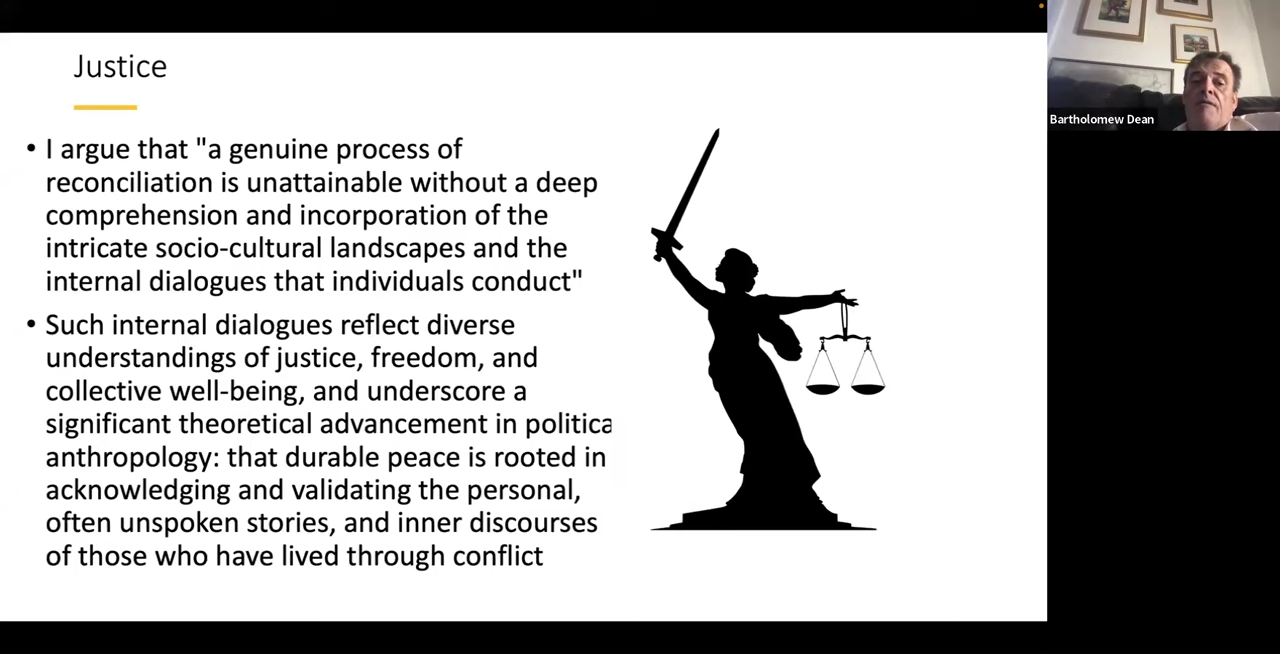 Justice
• I argue that "a genuine process of
reconciliation is unattainable without a deep
comprehension and incorporation of the
intricate socio-cultural landscapes and the
internal dialogues that individuals conduct"
• Such internal dialogues reflect diverse
understandings of justice, freedom, and
collective well-being, and underscore a
significant theoretical advancement in politica
anthropology: that durable peace is rooted in
acknowledging and validating the personal,
often unspoken stories, and inner discourses
of those who have lived through conflict
Bartholomew Dean